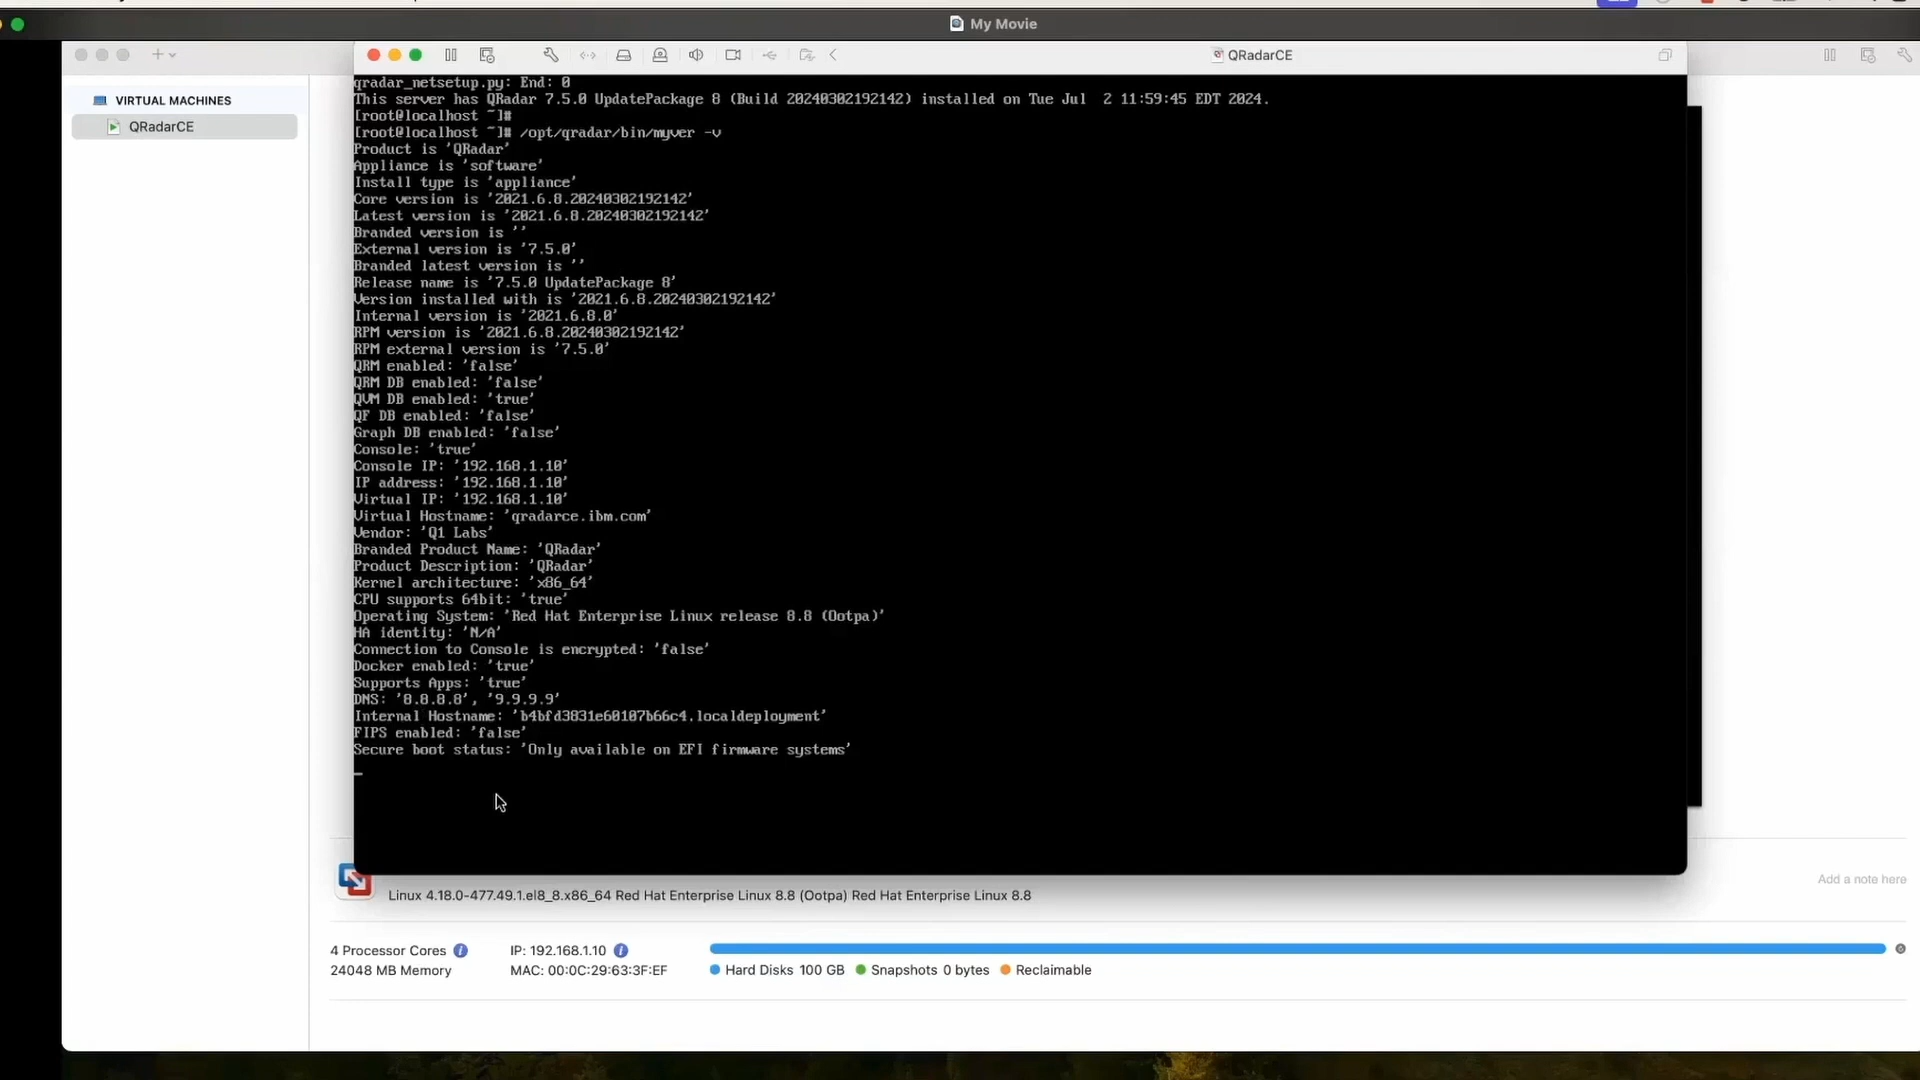 My Movie
QRadarCE
VIRTUAL MACHINES
QRadarCE
qradar_netsetup.py: End: 0
This server has QRadar 7.5.0 UpdatePackage 8 (Build 20240302192142) installed on Tue Jul  2 11:59:45 EDT 2024.
[root@localhost ~]#
[root@localhost ~]# /opt/qradar/bin/myver -v
Product is 'QRadar'
Appliance is 'software'
Install type is 'appliance'
Core version is '2021.6.8.20240302192142'
Latest version is '2021.6.8.20240302192142'
Branded version is ''
External version is '7.5.0'
Branded latest version is ''
Release name is '7.5.0 UpdatePackage 8'
Version installed with is '2021.6.8.20240302192142'
Internal version is '2021.6.8.0'
RPM version is '2021.6.8.20240302192142'
RPM external version is '7.5.0'
QRM enabled: 'false'
QRM DB enabled: 'false'
QVM DB enabled: 'true'
QF DB enabled: 'false'
Graph DB enabled: 'false'
Console: 'true'
Console IP: '192.168.1.10'
IP address: '192.168.1.10'
Virtual IP: '192.168.1.10'
Virtual Hostname: 'qradarce.ibm.com'
Vendor: 'Q1 Labs'
Branded Product Name: 'QRadar'
Product Description: 'QRadar'
Kernel architecture: 'x86_64'
CPU supports 64bit: 'true'
Operating System: 'Red Hat Enterprise Linux release 8.8 (Ootpa)'
HA identity: 'N/A'
Connection to Console is encrypted: 'false'
Docker enabled: 'true'
Supports Apps: 'true'
DNS: '8.8.8.8', '9.9.9.9'
Internal Hostname: 'b4bfd3831e60107b66c4.localdeployment'
FIPS enabled: 'false'
Secure boot status: 'Only available on EFI firmware systems'
Add a note here
Linux 4.18.0-477.49.1.el8_8.x86_64 Red Hat Enterprise Linux 8.8 (Ootpa) Red Hat Enterprise Linux 8.8
4 Processor Cores
24048 MB Memory
IP: 192.168.1.10
MAC: 00:0C:29:63:3F:EF
Hard Disks 100 GB
Snapshots 0 bytes
Reclaimable